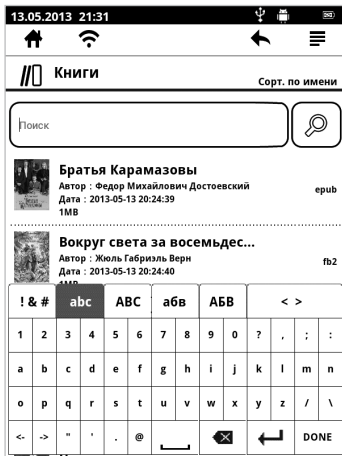 13.05.2013 21:31
Книги
Сорт. по имени
Поиск
Братья Карамазовы
Автор : Федор Михайлович Достоевский
epub
Дата : 2013-05-13 20:24:39
1MB
Вокруг света за восемьдес...
Автор : Жюль Габриэль Верн
fb2
Дата : 2013-05-13 20:24:40
1MB
! & # abc ABC абв АБВ < >
1 2 3 4 5 6 7 8 9 0 ? , ; :
a b c d e f g h i j k l m n
o p q r s t u v w x y z / \
<- -> " ' . @ DONE